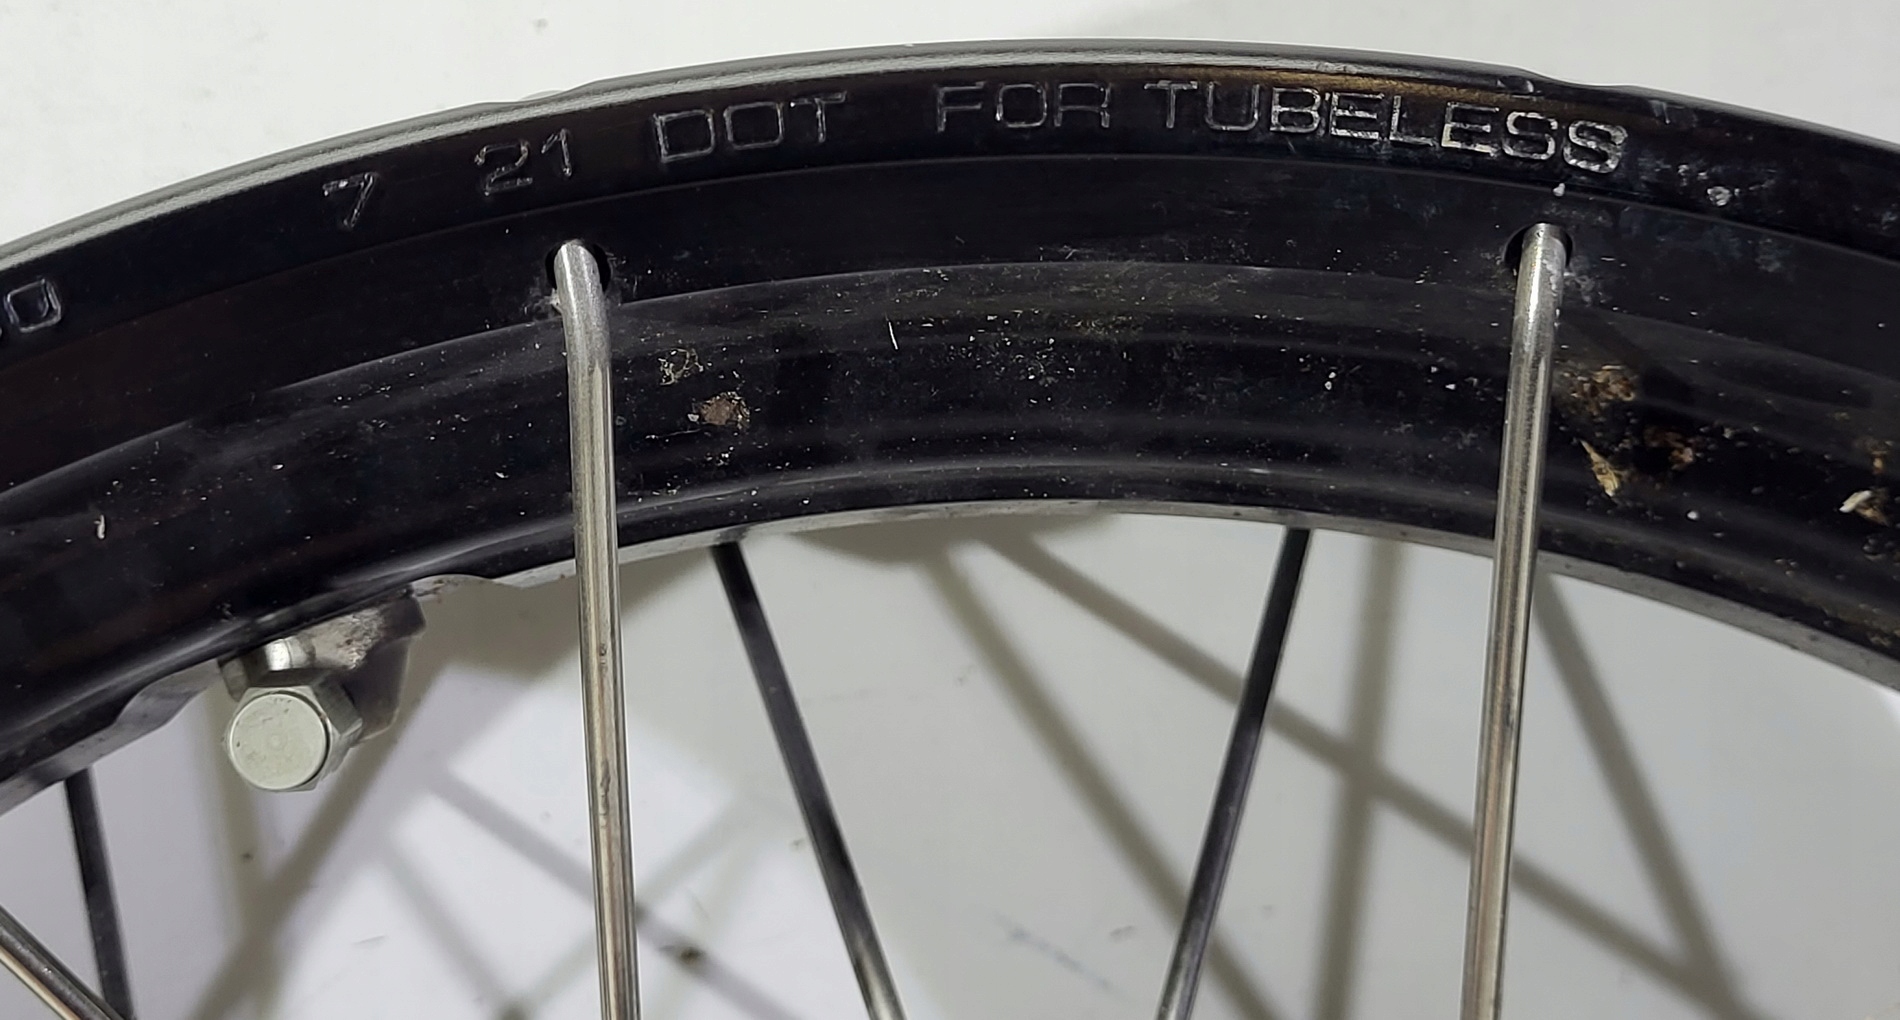 7 21 DOT FOR TUBELESS